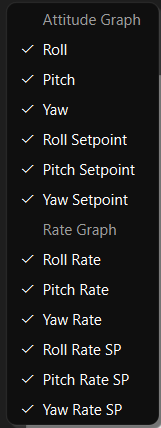 Attitude Graph
Roll
Pitch
Yaw
Roll Setpoint
Pitch Setpoint
Yaw Setpoint
Rate Graph
Roll Rate
Pitch Rate
Yaw Rate
Roll Rate SP
Pitch Rate SP
Yaw Rate SP